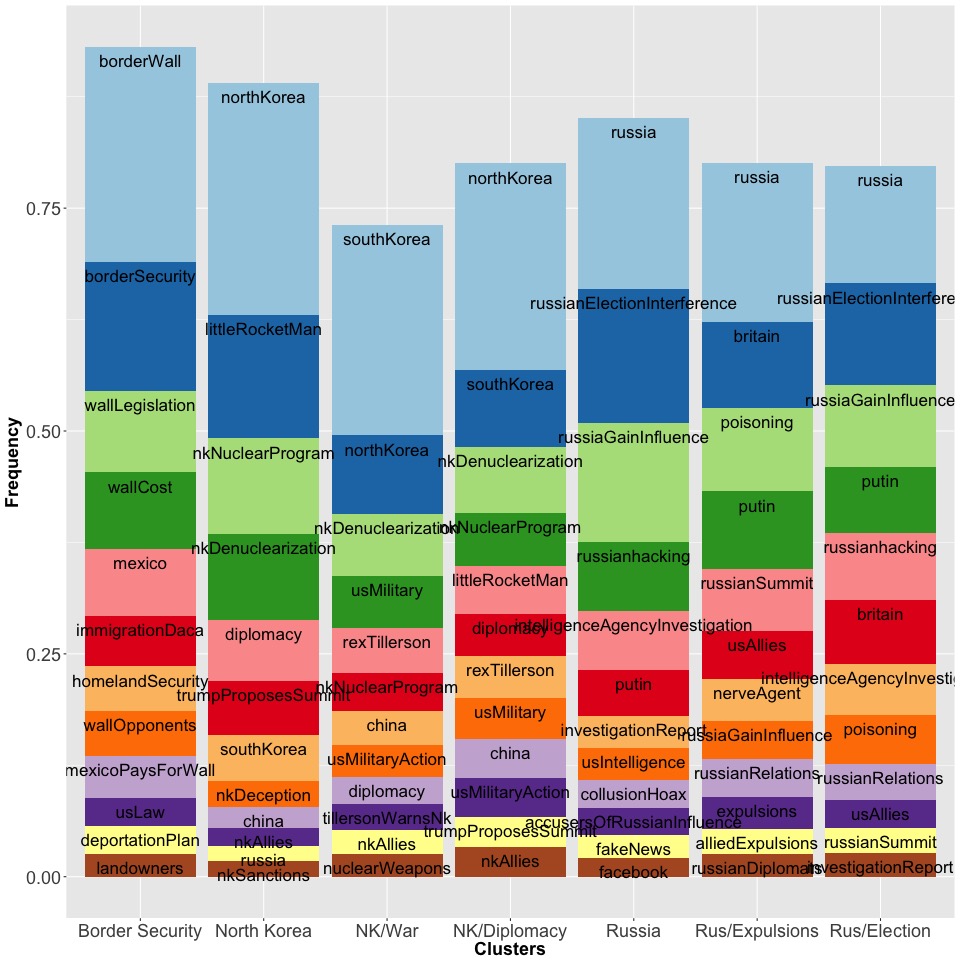 borderWall
borderSecurity
wallLegislation
wallCost
mexico
immigrationDaca
homelandSecurity
wallOpponents
mexicoPaysForWall
usLaw
deportationPlan
landowners
northKorea
littleRocketMan
nkNuclearProgram
nkDenuclearization
diplomacy
trumpProposesSummit
southKorea
nkDeception
china
nkAllies
russia
nkSanctions
southKorea
northKorea
nkDenuclearization
usMilitary
rexTillerson
nkNuclearProgram
china
usMilitaryAction
diplomacy
tillersonWarnsNk
nkAllies
nuclearWeapons
northKorea
southKorea
nkDenuclearization
nkNuclearProgram
littleRocketMan
diplomacy
rexTillerson
usMilitary
china
usMilitaryAction
trumpProposesSummit
nkAllies
russia
russianElectionInterference
russiaGainInfluence
russianhacking
intelligenceAgencyInvestigation
putin
investigationReport
usIntelligence
collusionHoax
accusersOfRussianInfluence
fakeNews
facebook
russia
britain
poisoning
putin
russianSummit
usAllies
nerveAgent
russiaGainInfluence
russianRelations
expulsions
alliedExpulsions
russianDiplomats
russia
russianElectionInterfere
russiaGainInfluence
putin
russianhacking
britain
intelligenceAgencyInvesti
poisoning
russianRelations
usAllies
russianSummit
investigationReport
0.75
0.50
0.25
0.00
Frequency
Border Security
North Korea
NK/War
NK/Diplomacy
Russia
Rus/Expulsions
Rus/Election
Clusters